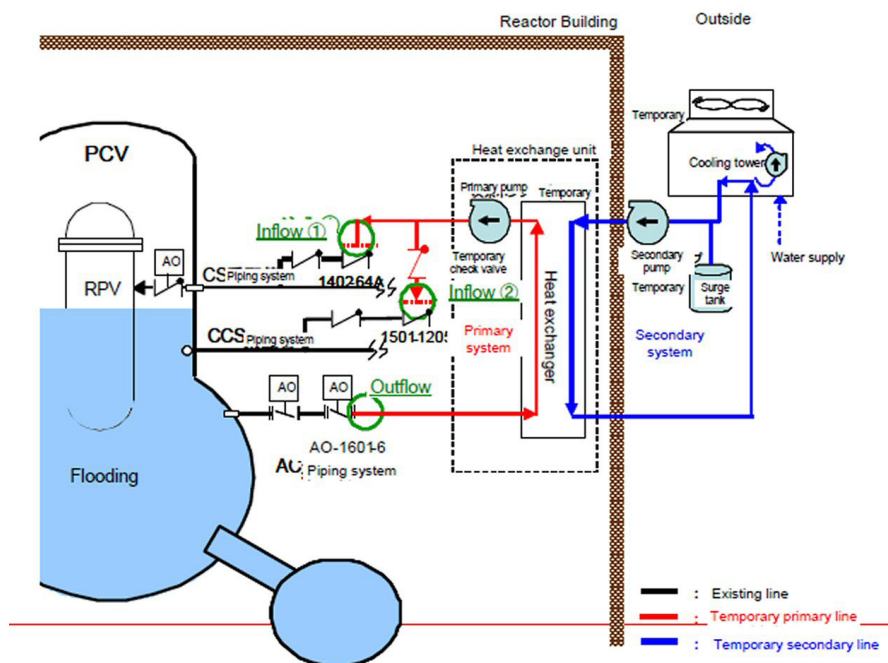 Reactor Building
Outside
Temporary
Cooling tower
Heat exchange unit
PCV
Primary pump
Temporary
Inflow ①
AO
Temporary
check valve
Secondary
pump
Water supply
RPV
Piping system
140264A
Inflow ②
Temporary
Surge
tank
Heat exchanger
CCS
Piping system
1501-120
Primary
system
Secondary
system
AO
AO
Outflow
AO-1601-6
Piping system
Flooding
: Existing line
: Temporary primary line
: Temporary secondary line